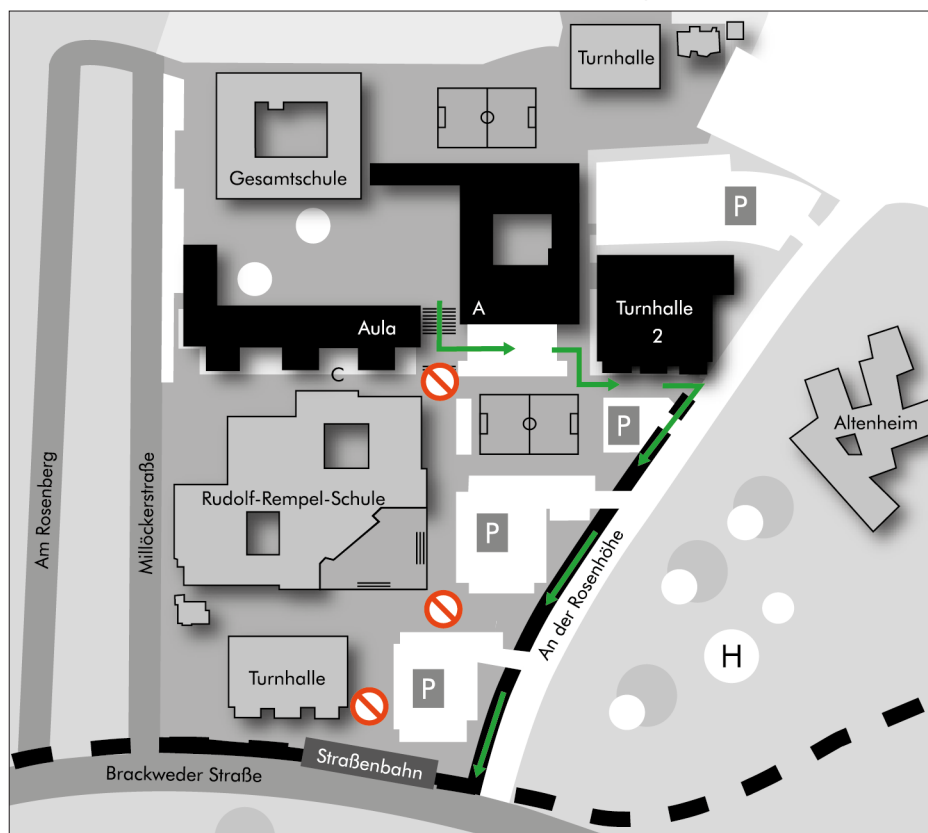 Turnhalle
Gesamtschule
P
A
Turnhalle
2
Aula
C
Altenheim
P
Rudolf-Rempel-Schule
P
Am Rosenberg
Millöckerstraße
An der Rosenhöhe
H
Turnhalle
P
Straßenbahn
Brackweder Straße